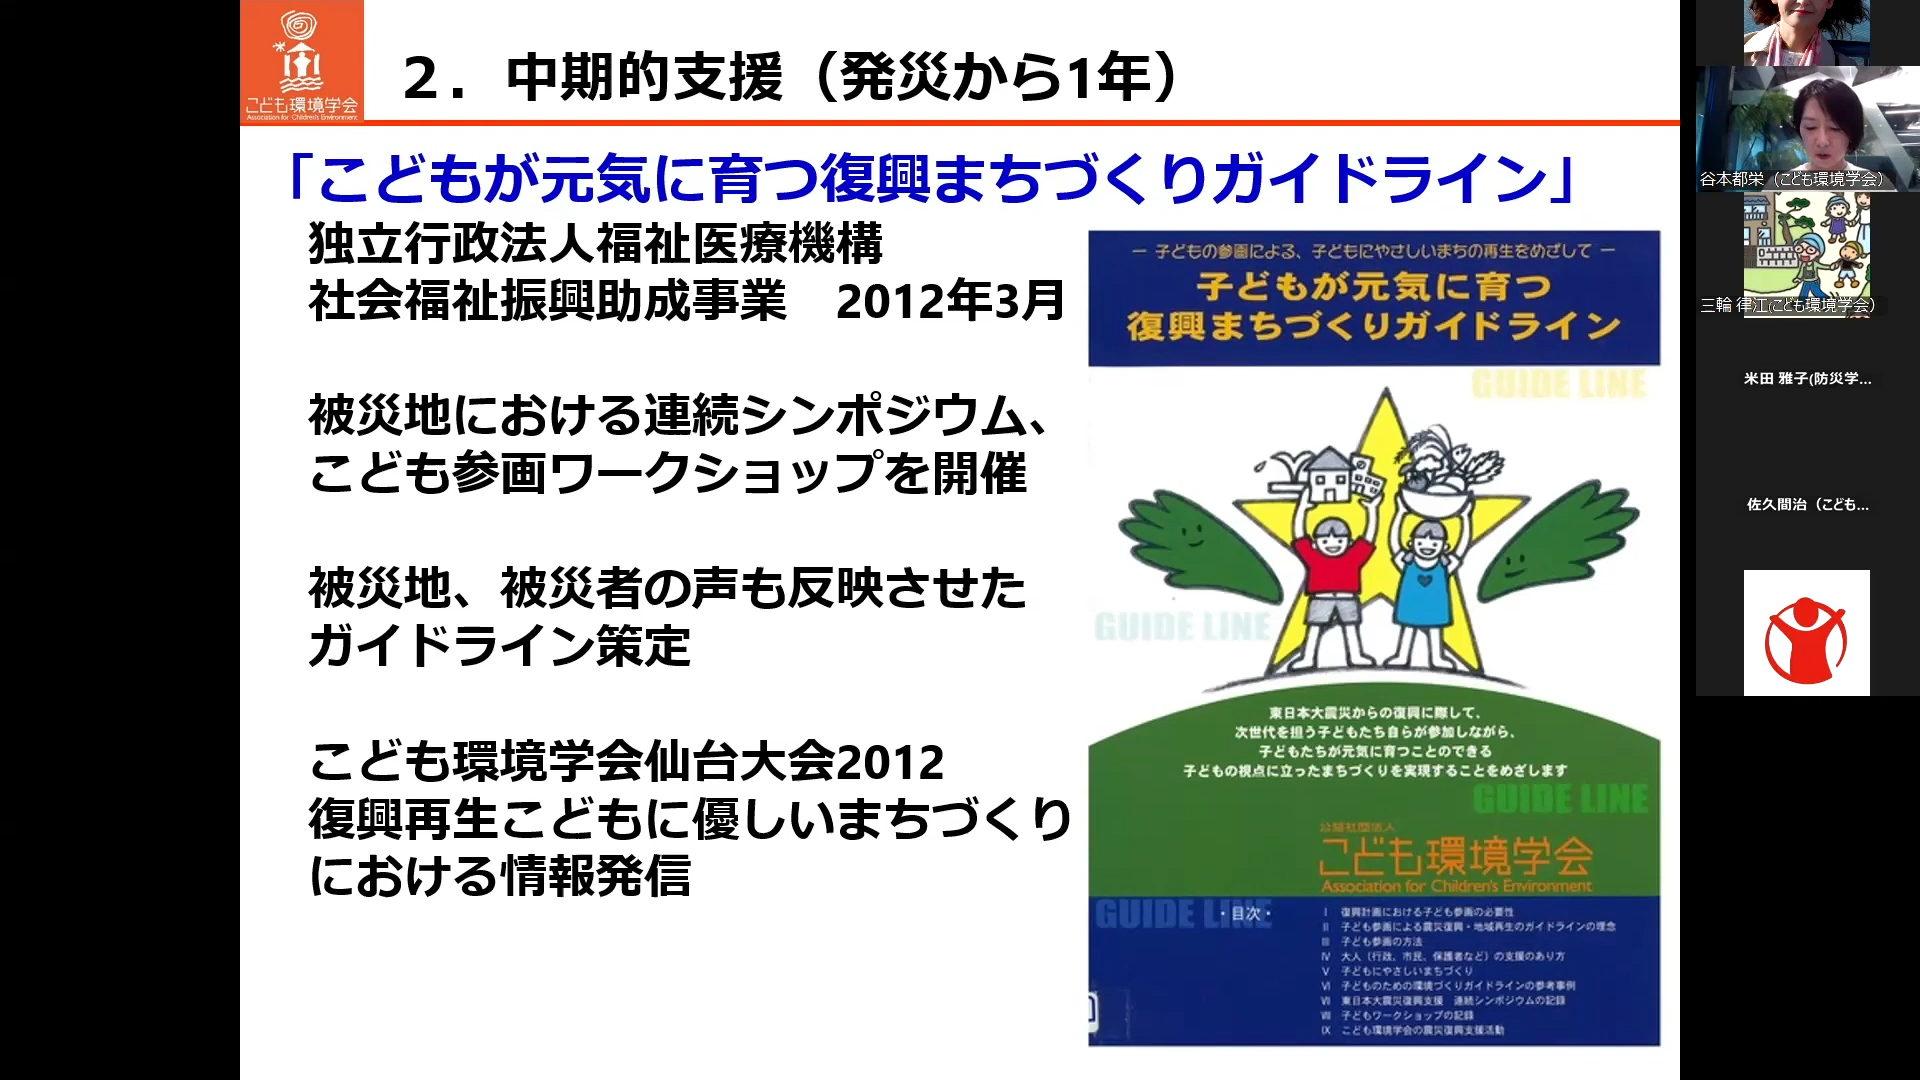 こども環境学会
Association for Children's Environment
２．中期的支援（発災から1年）
「こどもが元気に育つ復興まちづくりガイドライン」
独立行政法人福祉医療機構
社会福祉振興助成事業　2012年3月
被災地における連続シンポジウム、
こども参画ワークショップを開催
被災地、被災者の声も反映させた
ガイドライン策定
こども環境学会仙台大会2012
復興再生こどもに優しいまちづくり
における情報発信
― 子どもの参画による、子どもにやさしいまちの再生をめざして ―
子どもが元気に育つ
復興まちづくりガイドライン
GUIDE LINE
GUIDE LINE
東日本大震災からの復興に際して、
次世代を担う子どもたち自らが参加しながら、
子どもたちが元気に育つことのできる
子どもの視点に立ったまちづくりを実現することをめざします
GUIDE LINE
公益社団法人
こども環境学会
Association for Children's Environment
GUIDE LINE
・目次・
Ⅰ 復興計画における子ども参画の必要性
Ⅱ 子ども参画による震災復興・地域再生のガイドラインの理念
Ⅲ 子ども参画の方法
Ⅳ 大人（行政、市民、保護者など）の支援のあり方
Ⅴ 子どもにやさしいまちづくり
Ⅵ 子どものための環境づくりガイドラインの参考事例
Ⅶ 東日本大震災復興支援　連続シンポジウムの記録
Ⅷ 子どもワークショップの記録
Ⅸ こども環境学会の震災復興支援活動
谷本都栄（こども環境学会）
三輪 律江(こども環境学会）
米田 雅子(防災学...
佐久間治（こども...